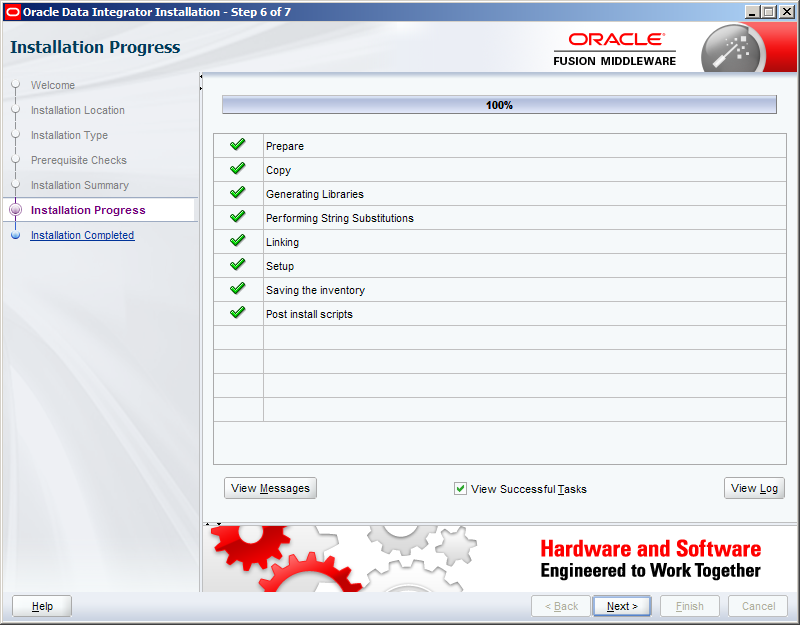 Oracle Data Integrator Installation - Step 6 of 7
Installation Progress
ORACLE
FUSION MIDDLEWARE
Welcome
Installation Location
Installation Type
Prerequisite Checks
Installation Summary
Installation Progress
Installation Completed
100%
Prepare
Copy
Generating Libraries
Performing String Substitutions
Linking
Setup
Saving the inventory
Post install scripts
View Messages
View Successful Tasks
View Log
Hardware and Software
Engineered to Work Together
Help
< Back
Next >
Finish
Cancel